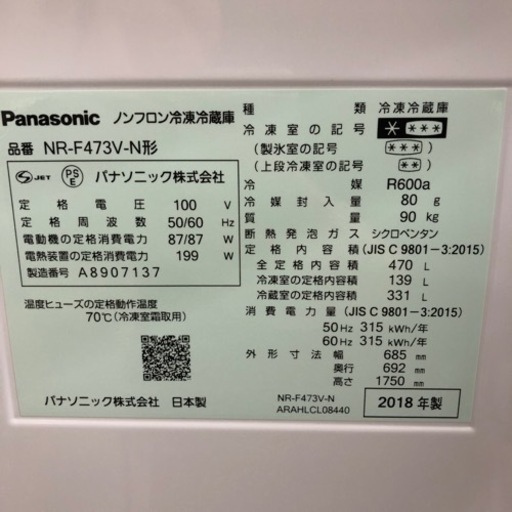 Panasonic ノンフロン冷凍冷蔵庫
品番 NR-F473V-N形
S JET PS E パナソニック株式会社
定格電圧 100 V
定格周波数 50/60 Hz
電動機の定格消費電力 87/87 W
電熱装置の定格消費電力 199 W
製造番号 A8907137
温度ヒューズの定格動作温度
70℃(冷凍室霜取用)
パナソニック株式会社 日本製
種類 冷凍冷蔵庫
冷凍室の記号 * ***
(製氷室の記号) ***
(上段冷凍室の記号) **
冷媒 R600a
冷媒封入量 80 g
質量 90 kg
断熱発泡ガス シクロペンタン
定格内容積 (JIS C 9801-3:2015)
全定格内容積 470 L
冷凍室の定格内容積 139 L
冷蔵室の定格内容積 331 L
消費電力量 (JIS C 9801-3:2015)
50 Hz 315 kWh/年
60 Hz 315 kWh/年
外形寸法 幅 685 mm
奥行 692 mm
高さ 1750 mm
NR-F473V-N
ARAHLCL08440
2018年製